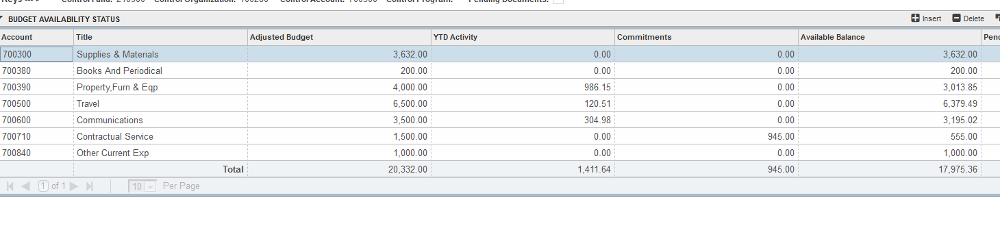 BUDGET AVAILABILITY STATUS Insert Delete
Account Title Adjusted Budget YTD Activity Commitments Available Balance
700300 Supplies & Materials 3,632.00 0.00 0.00 3,632.00
700380 Books And Periodical 200.00 0.00 0.00 200.00
700390 Property,Furn & Eqp 4,000.00 986.15 0.00 3,013.85
700500 Travel 6,500.00 120.51 0.00 6,379.49
700600 Communications 3,500.00 304.98 0.00 3,195.02
700710 Contractual Service 1,500.00 0.00 945.00 555.00
700840 Other Current Exp 1,000.00 0.00 0.00 1,000.00
Total 20,332.00 1,411.64 945.00 17,975.36
1 of 1 10 Per Page